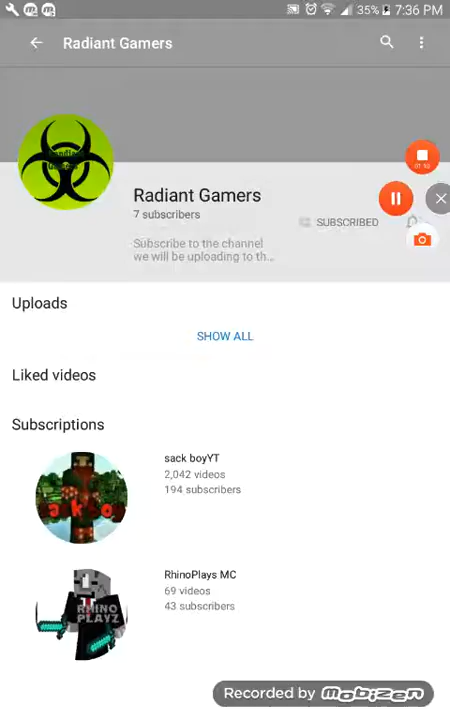 35% 7:36 PM
Radiant Gamers
Radiant Gamers
7 subscribers
SUBSCRIBED
Subscribe to the channel
we will be uploading to th...
Uploads
SHOW ALL
Liked videos
Subscriptions
sack boyYT
2,042 videos
194 subscribers
RhinoPlays MC
69 videos
43 subscribers
RHINO
PLAYZ
Recorded by Mobizen